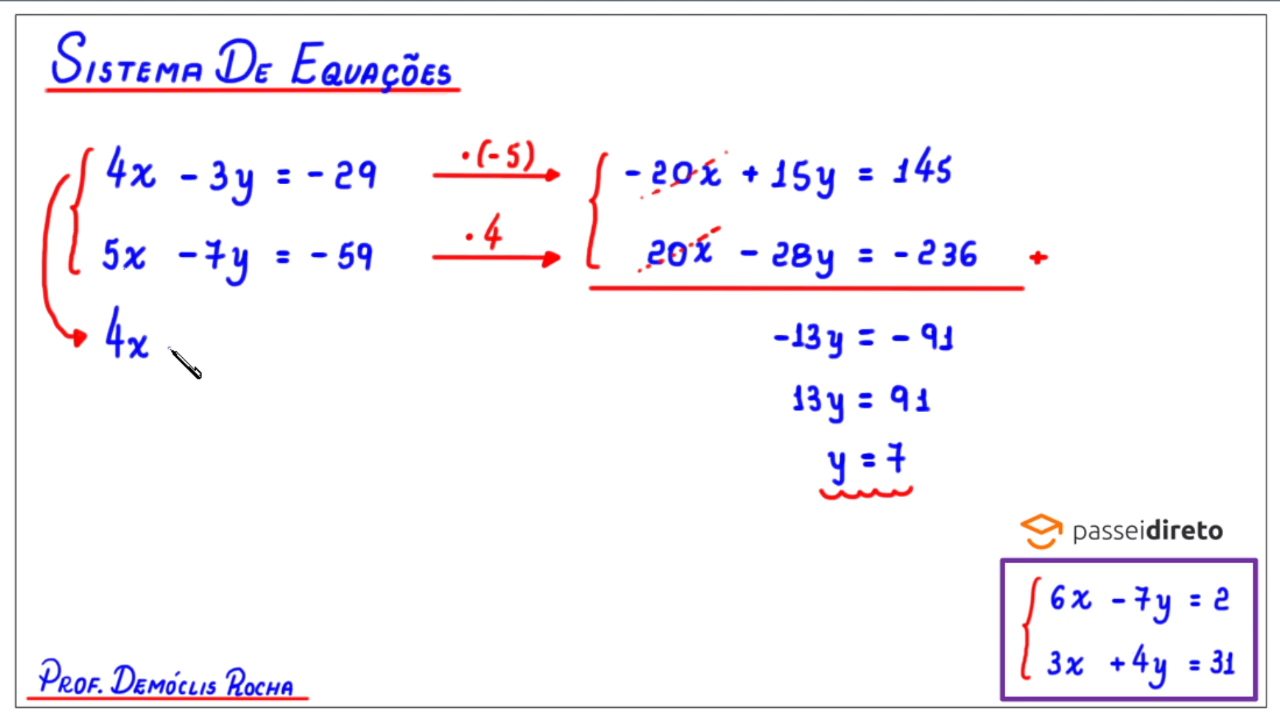 SISTEMA DE EQUAÇÕES
4x - 3y = -29
5x - 7y = -59
4x
·(-5)
·4
-20x + 15y = 145
20x - 28y = -236 +
-13y = -91
13y = 91
y = 7
passeidireto
6x - 7y = 2
3x + 4y = 31
PROF. DEMÓCLIS ROCHA